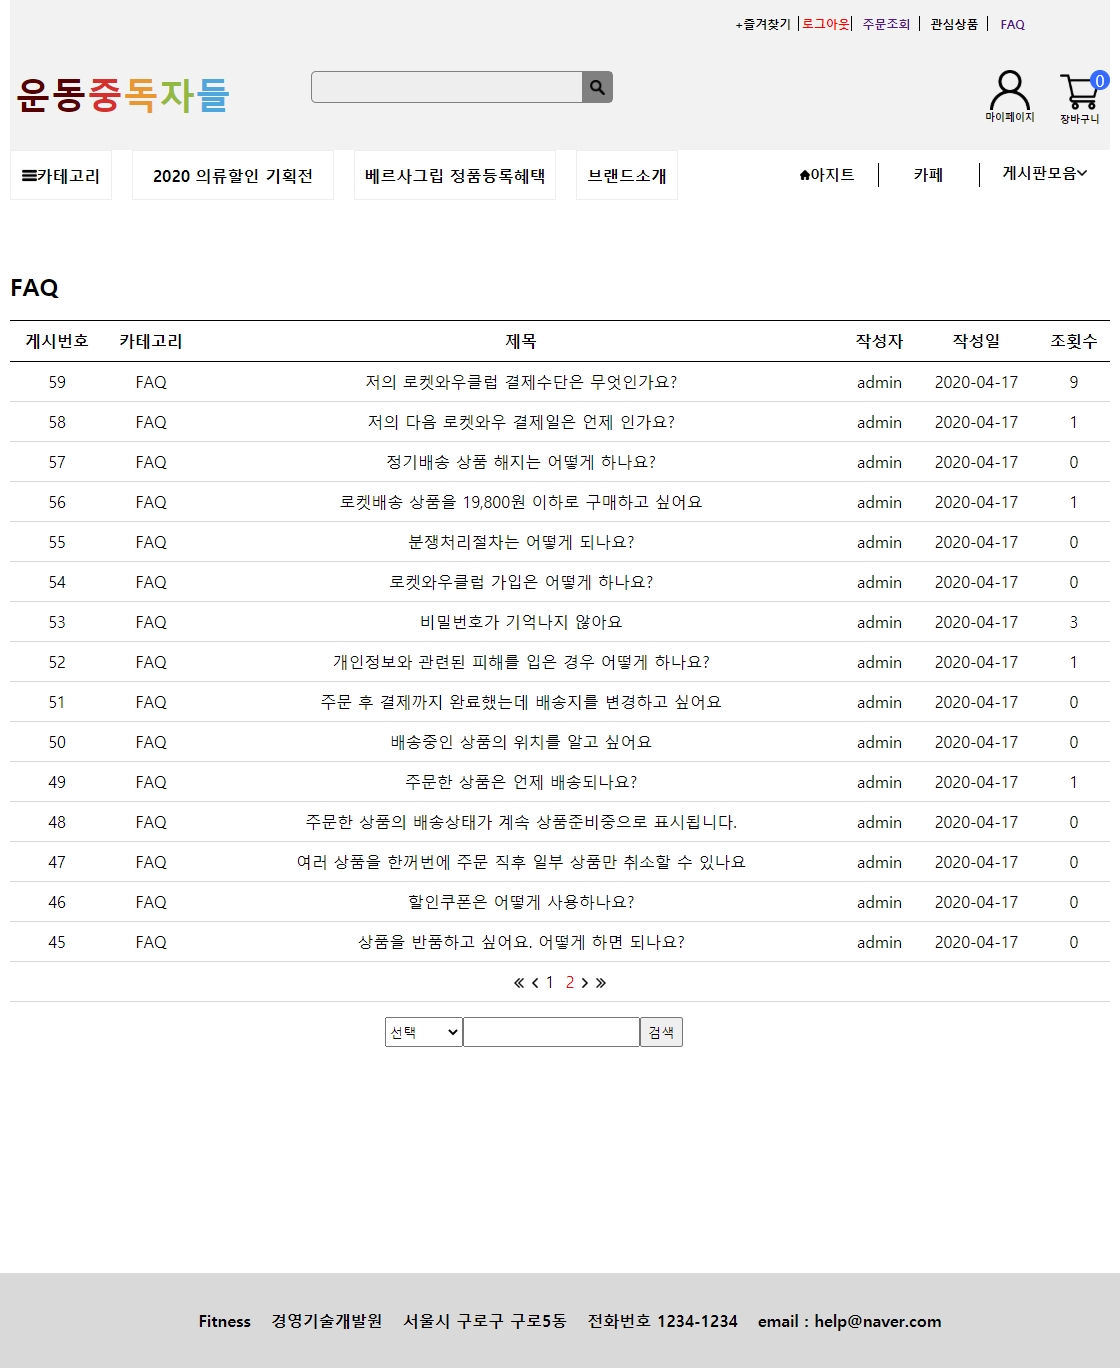 +즐겨찾기 로그아웃 주문조회 관심상품 FAQ
운동중독자들
마이페이지 장바구니 0
카테고리 2020 의류할인 기획전 베르사그립 정품등록혜택 브랜드소개 아지트 카페 게시판모음
FAQ
게시번호 카테고리 제목 작성자 작성일 조횟수
59 FAQ 저의 로켓와우클럽 결제수단은 무엇인가요? admin 2020-04-17 9
58 FAQ 저의 다음 로켓와우 결제일은 언제 인가요? admin 2020-04-17 1
57 FAQ 정기배송 상품 해지는 어떻게 하나요? admin 2020-04-17 0
56 FAQ 로켓배송 상품을 19,800원 이하로 구매하고 싶어요 admin 2020-04-17 1
55 FAQ 분쟁처리절차는 어떻게 되나요? admin 2020-04-17 0
54 FAQ 로켓와우클럽 가입은 어떻게 하나요? admin 2020-04-17 0
53 FAQ 비밀번호가 기억나지 않아요 admin 2020-04-17 3
52 FAQ 개인정보와 관련된 피해를 입은 경우 어떻게 하나요? admin 2020-04-17 1
51 FAQ 주문 후 결제까지 완료했는데 배송지를 변경하고 싶어요 admin 2020-04-17 0
50 FAQ 배송중인 상품의 위치를 알고 싶어요 admin 2020-04-17 0
49 FAQ 주문한 상품은 언제 배송되나요? admin 2020-04-17 1
48 FAQ 주문한 상품의 배송상태가 계속 상품준비중으로 표시됩니다. admin 2020-04-17 0
47 FAQ 여러 상품을 한꺼번에 주문 직후 일부 상품만 취소할 수 있나요 admin 2020-04-17 0
46 FAQ 할인쿠폰은 어떻게 사용하나요? admin 2020-04-17 0
45 FAQ 상품을 반품하고 싶어요. 어떻게 하면 되나요? admin 2020-04-17 0
« ‹ 1 2 › »
선택 검색
Fitness 경영기술개발원 서울시 구로구 구로5동 전화번호 1234-1234 email : help@naver.com